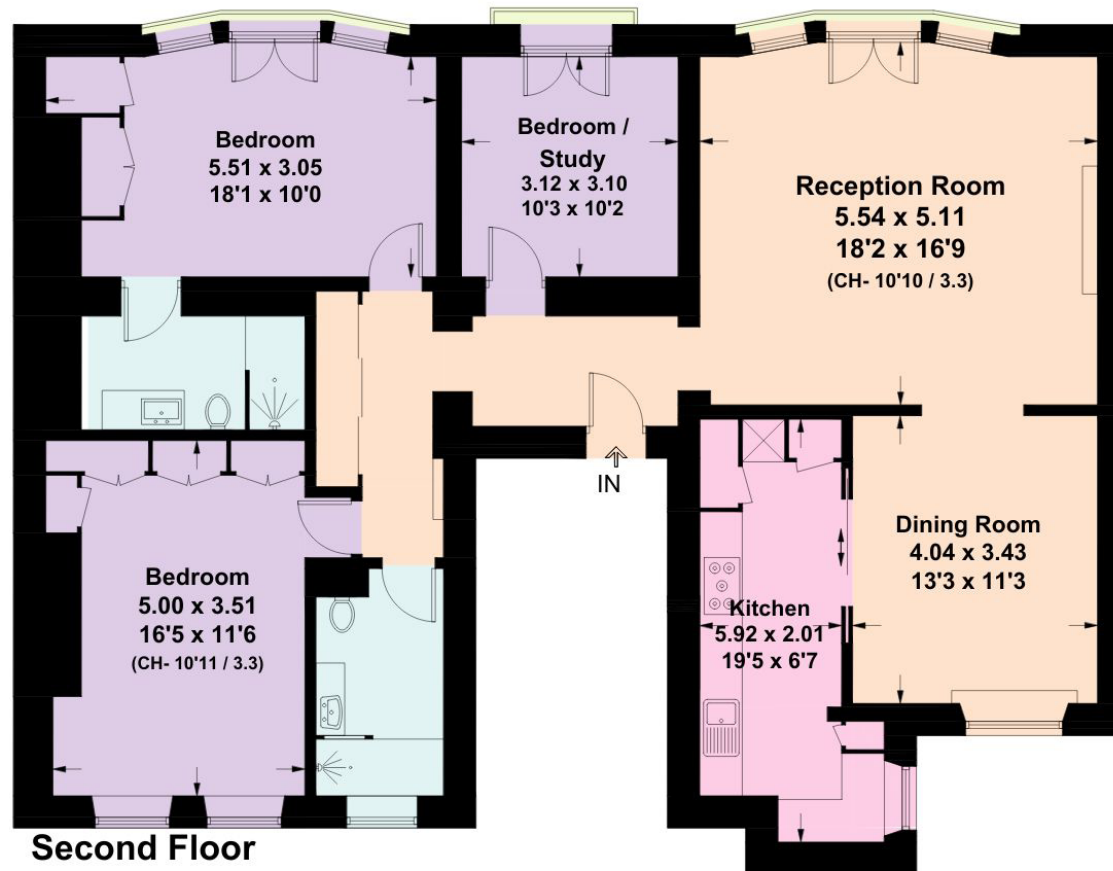 Bedroom
5.51 x 3.05
18'1 x 10'0
Bedroom /
Study
3.12 x 3.10
10'3 x 10'2
Reception Room
5.54 x 5.11
18'2 x 16'9
(CH- 10'10 / 3.3)
IN
Bedroom
5.00 x 3.51
16'5 x 11'6
(CH- 10'11 / 3.3)
Kitchen
5.92 x 2.01
19'5 x 6'7
Dining Room
4.04 x 3.43
13'3 x 11'3
Second Floor